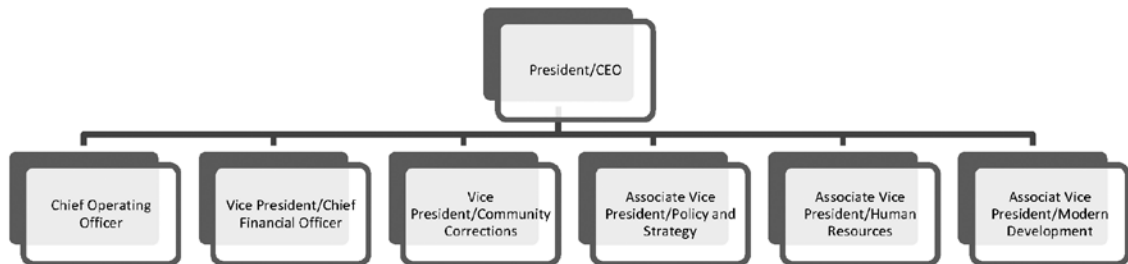 President/CEO
Chief Operating
Officer
Vice President/Chief
Financial Officer
Vice
President/Community
Corrections
Associate Vice
President/Policy and
Strategy
Associate Vice
President/Human
Resources
Associat Vice
President/Modern
Development